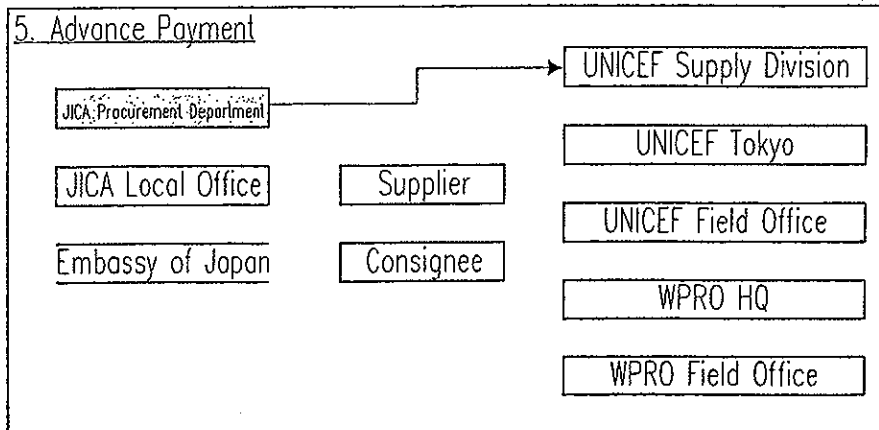 5. Advance Payment
UNICEF Supply Division
JICA Procurement Department
UNICEF Tokyo
JICA Local Office
Supplier
UNICEF Field Office
Embassy of Japan
Consignee
WPRO HQ
WPRO Field Office